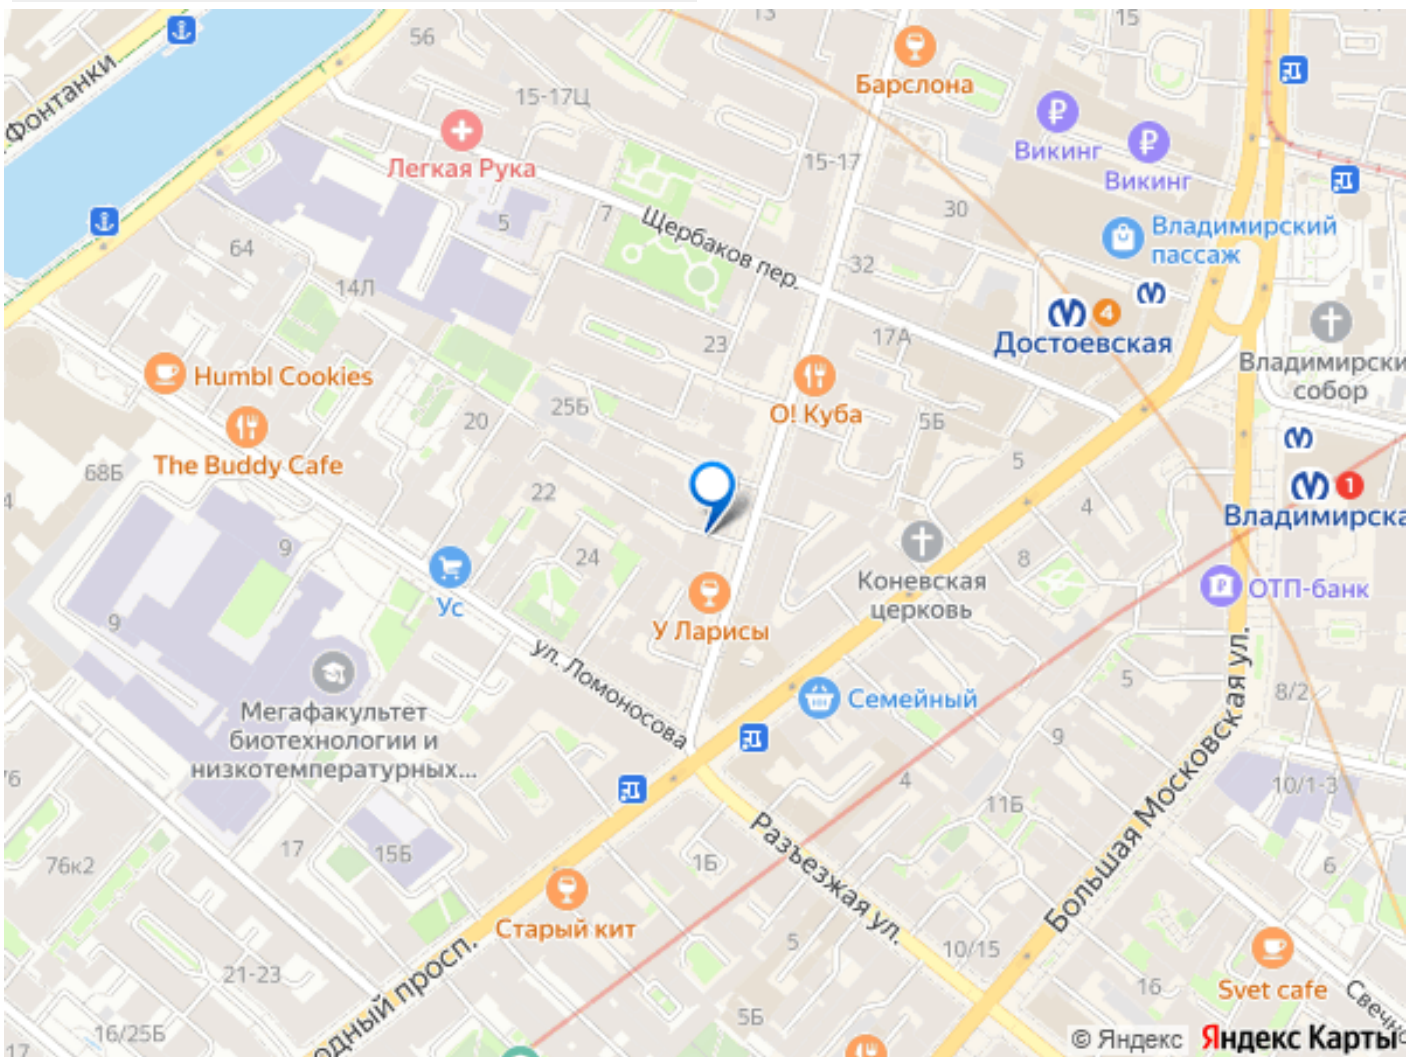 13
15
56
Барслона
15-17Ц
Фонтанки
Викинг
Легкая Рука
15-17
Викинг
5
7
30
Щербаков пер.
Владимирский
пассаж
64
32
14Л
4
Достоевская
17А
23
Владимирски
собор
Humbl Cookies
О! Куба
25Б
20
5Б
The Buddy Cafe
68Б
5
1
Владимирска
22
4
9
24
Коневская
церковь
8
ОТП-банк
Ус
9
У Ларисы
ул. Ломоносова
Семейный
5
8/2
Мегафакультет
биотехнологии и
низкотемпературных...
9
Большая Московская ул.
76
4
10/1-3
11Б
Разъезжая ул.
76к2
17
15Б
1Б
6
Старый кит
одный просп.
5
10/15
21-23
16
Svet cafe
Свечн
5Б
16/25Б
17
© Яндекс Яндекс Карты